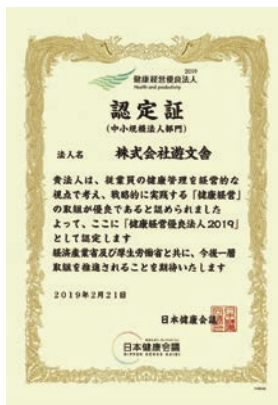 2019
健康経営優良法人
Health and productivity
認定証
(中小規模法人部門)
法人名 株式会社遊文舎
貴法人は、従業員の健康管理を経営的な
視点で考え、戦略的に実践する「健康経営」
の取組が優良であると認められました
よって、ここに「健康経営優良法人2019」
として認定します
経済産業省及び厚生労働省と共に、今後一層
取組を推進されることを期待いたします
2019年2月21日
日本健康会議
日本健康会議
NIPPON KENKO KAIGI